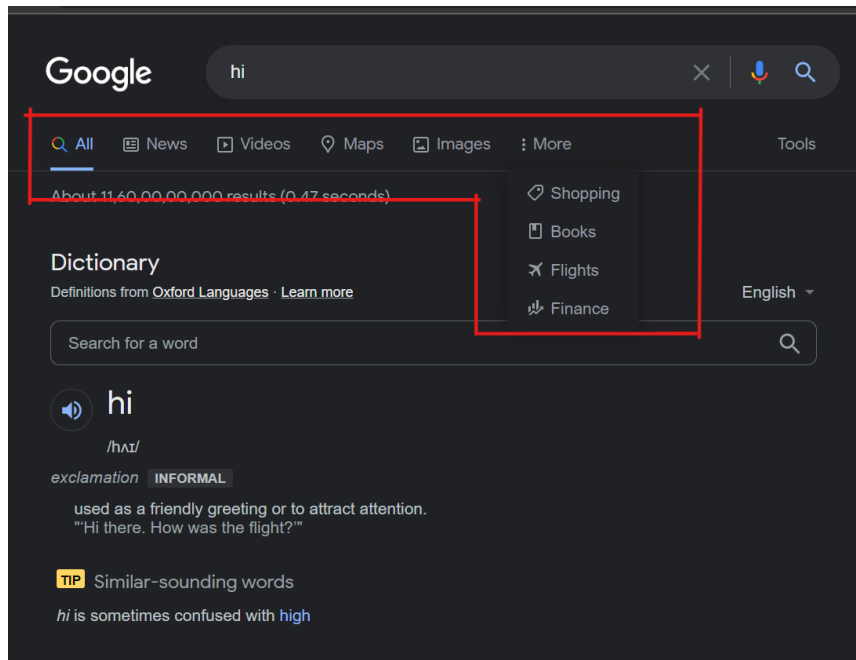 Google
hi
All News Videos Maps Images More Tools
About 11,60,00,00,000 results (0.47 seconds)
Shopping
Books
Flights
Finance
Dictionary
Definitions from Oxford Languages · Learn more
English
Search for a word
hi
/hʌɪ/
exclamation INFORMAL
used as a friendly greeting or to attract attention.
"'Hi there. How was the flight?'"
TIP Similar-sounding words
hi is sometimes confused with high